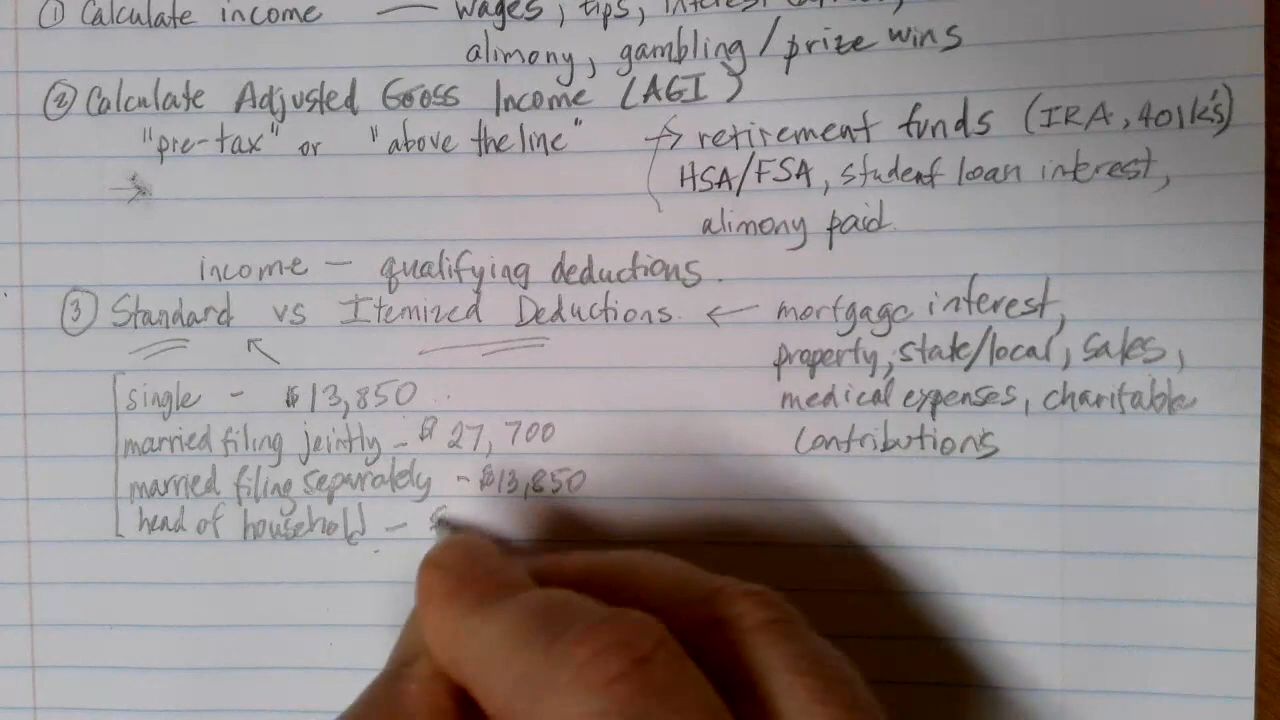 ① Calculate income — wages, tips, interest
alimony, gambling/prize wins
② Calculate Adjusted Gross Income (AGI)
"pre-tax" or "above the line" → retirement funds (IRA, 401k's)
HSA/FSA, student loan interest,
→
alimony paid
income - qualifying deductions.
③ Standard vs Itemized Deductions. ← mortgage interest,
property, state/local, sales,
single - $13,850
medical expenses, charitable
married filing jointly - $27,700
contributions
married filing separately - $13,850
head of household - $